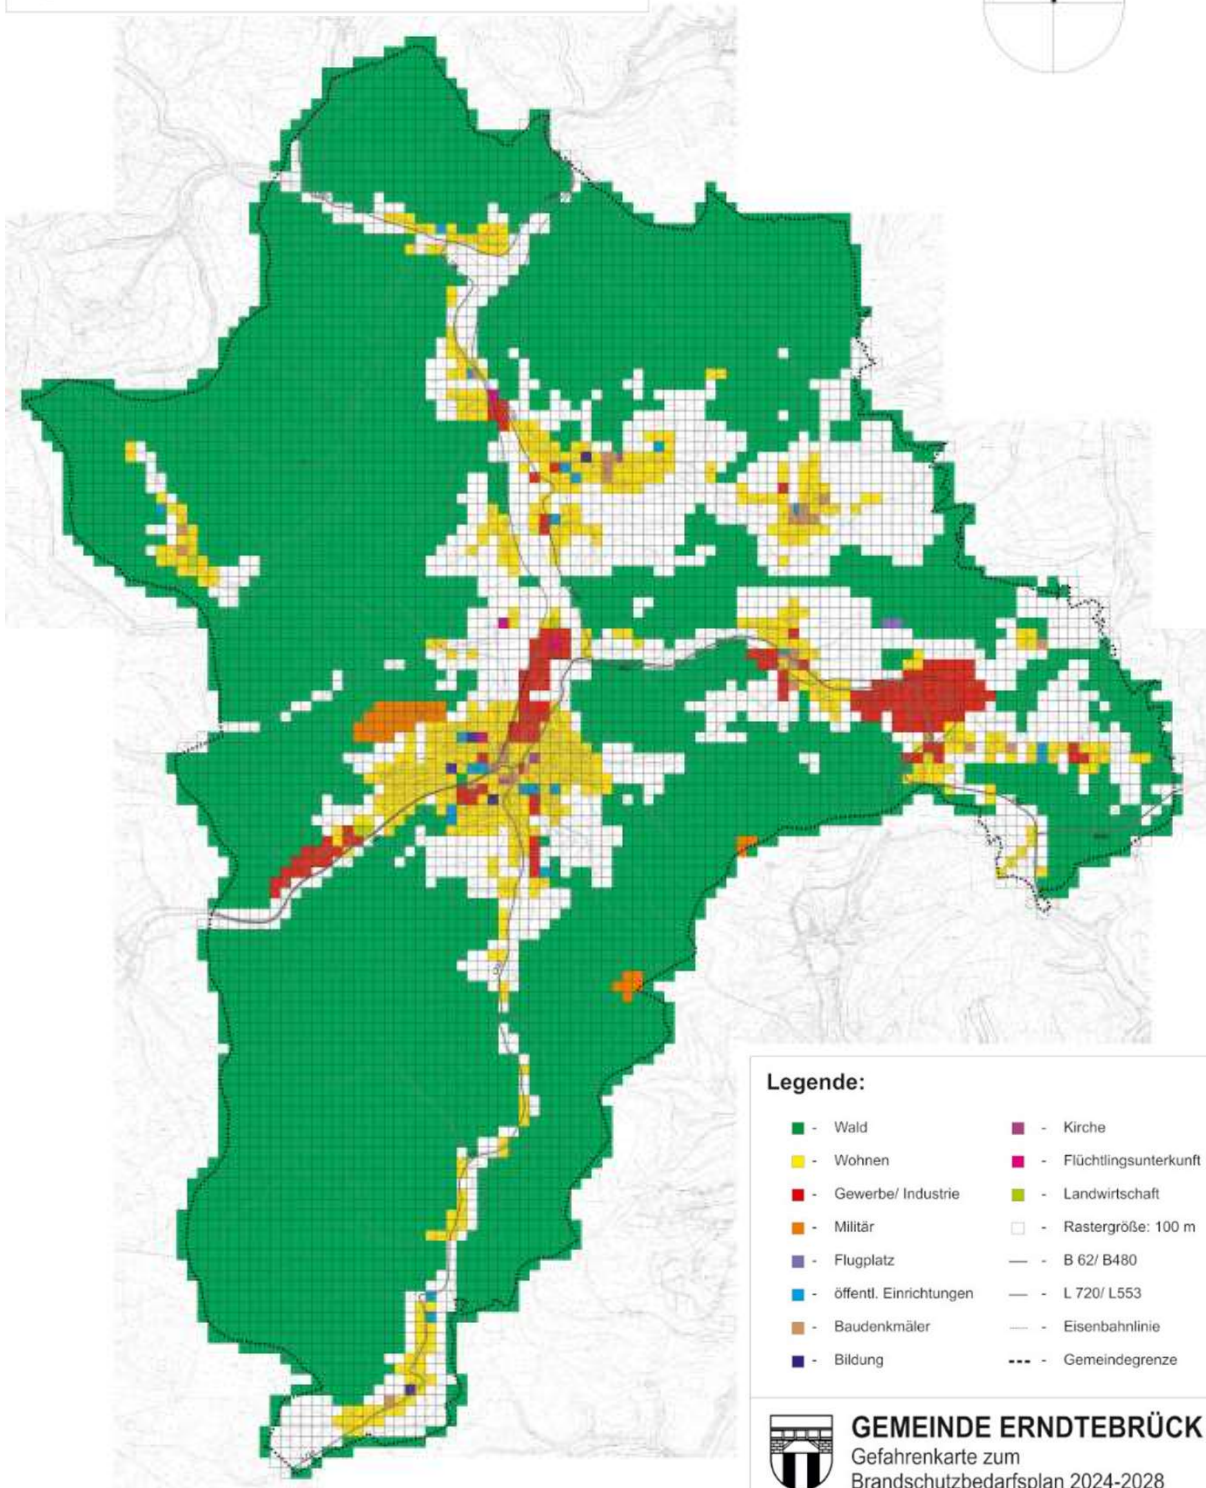 Legende:
- Wald
- Wohnen
- Gewerbe/ Industrie
- Militär
- Flugplatz
- öffentl. Einrichtungen
- Baudenkmäler
- Bildung
- Kirche
- Flüchtlingsunterkunft
- Landwirtschaft
- Rastergröße: 100 m
- B 62/ B480
- L 720/ L553
- Eisenbahnlinie
- Gemeindegrenze
GEMEINDE ERNDTEBRÜCK
Gefahrenkarte zum
Brandschutzbedarfsplan 2024-2028